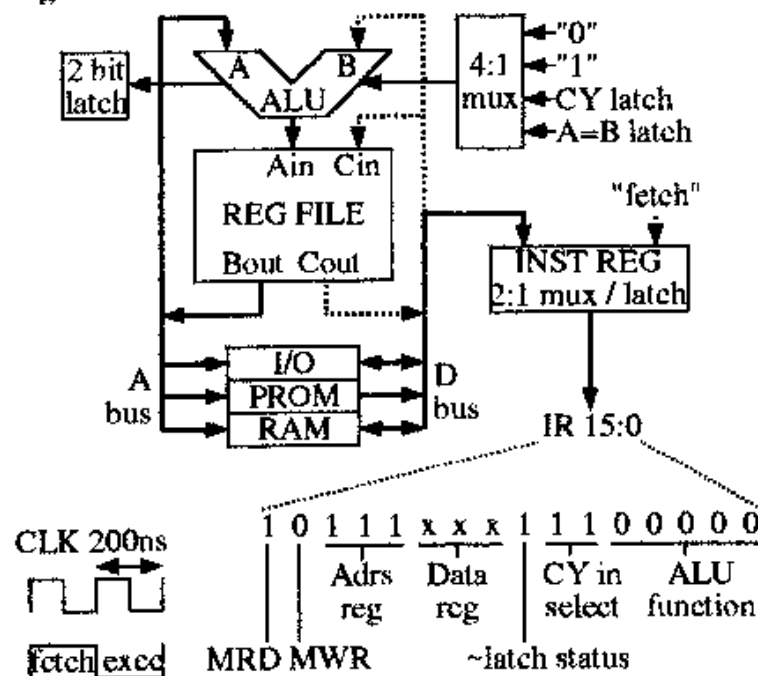 A
B
ALU
2 bit
latch
4:1
mux
"0"
"1"
CY latch
A=B latch
Ain Cin
REG FILE
Bout Cout
"fetch"
INST REG
2:1 mux / latch
A
bus
I/O
PROM
RAM
D
bus
IR 15:0
1 0 1 1 1 x x x 1 1 1 0 0 0 0 0
CLK 200ns
Adrs
reg
Data
reg
CY in
select
ALU
function
fetch exec
MRD MWR
~latch status